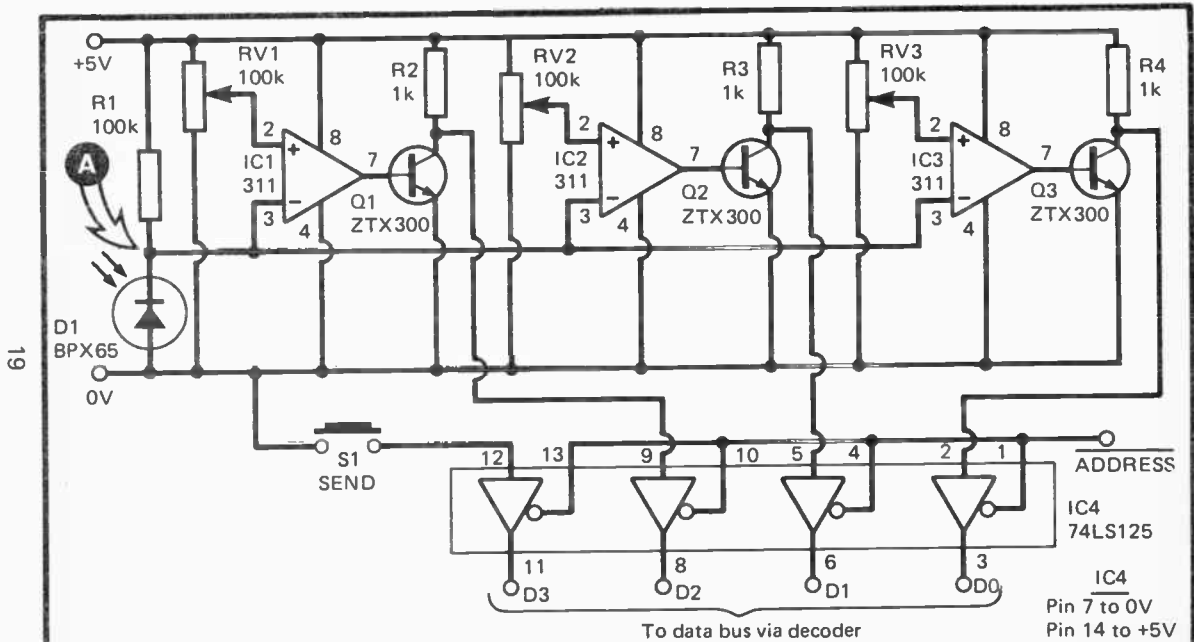 +5V
R1
100k
RV1
100k
2
+
8
IC1
311
7
-
3
4
R2
1k
Q1
ZTX300
RV2
100k
2
+
8
IC2
311
7
-
3
4
R3
1k
Q2
ZTX300
RV3
100k
2
+
8
IC3
311
7
-
3
4
R4
1k
Q3
ZTX300
A
D1
BPX65
0V
19
S1
SEND
12 13 9 10 5 4 2 1
ADDRESS
IC4
74LS125
11 8 6 3
D3 D2 D1 D0
To data bus via decoder
IC4
Pin 7 to 0V
Pin 14 to +5V